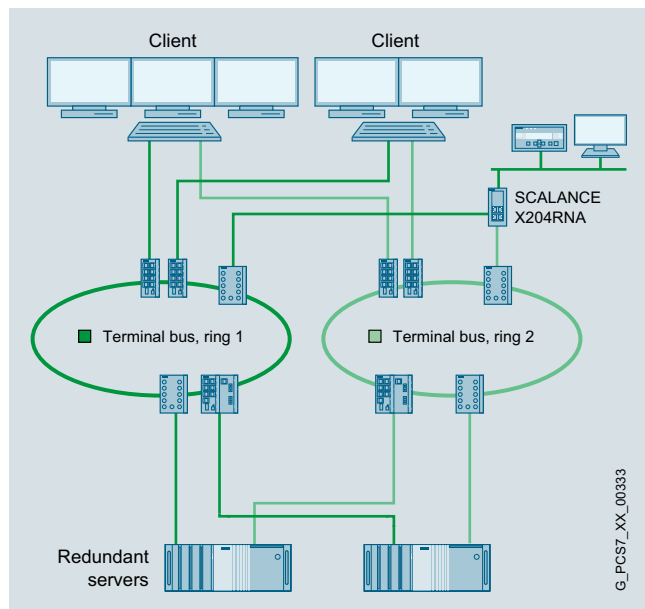 Client
Client
SCALANCE
X204RNA
Terminal bus, ring 1
Terminal bus, ring 2
Redundant
servers
G_PCS7_XX_00333